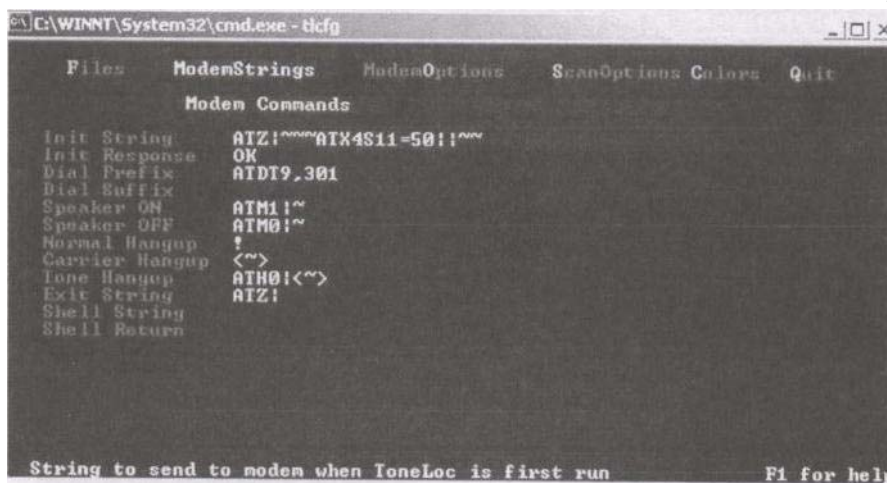 C:\WINNT\System32\cmd.exe - tlcfg
Files ModemStrings ModemOptions ScanOptions Colors Quit
Modem Commands
Init String ATZ|~~~ATX4S11=50||~~
Init Response OK
Dial Prefix ATDT9,301
Dial Suffix
Speaker ON ATM1|~
Speaker OFF ATM0|~
Normal Hangup !
Carrier Hangup <~>
Tone Hangup ATH0|<~>
Exit String ATZ|
Shell String
Shell Return
String to send to modem when ToneLoc is first run F1 for help